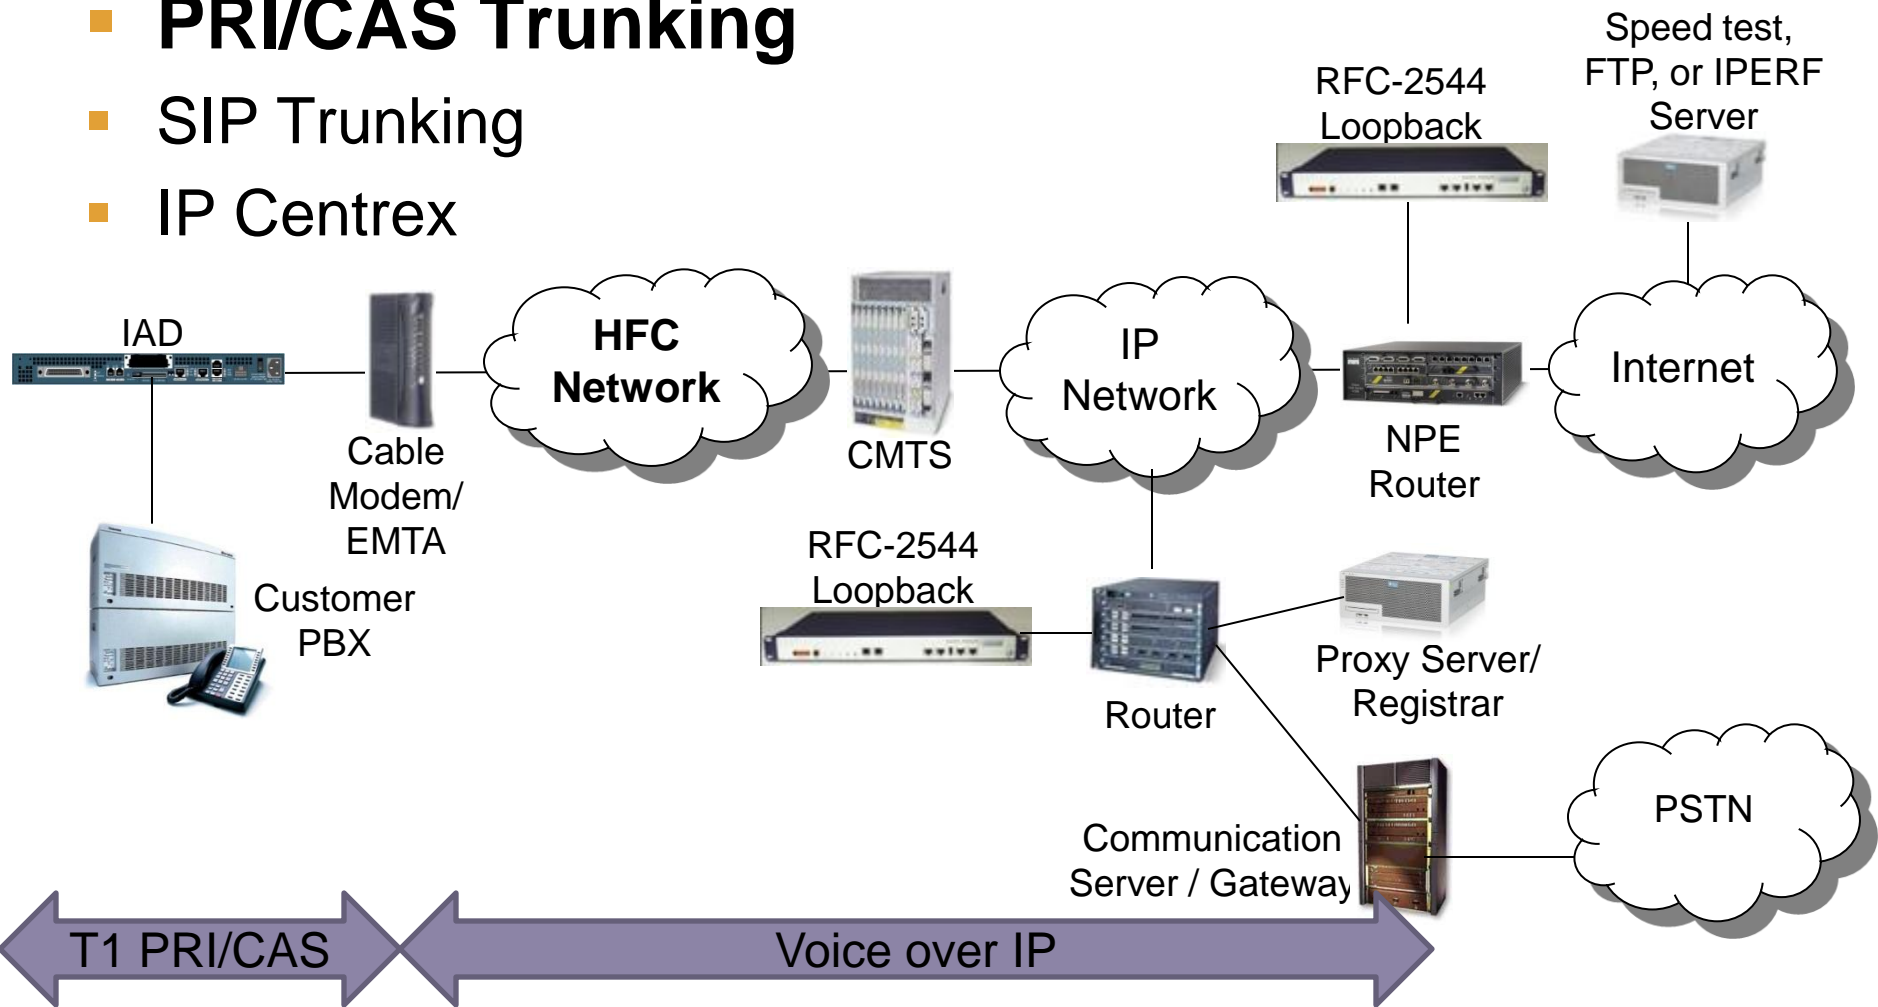 PRI/CAS Trunking
SIP Trunking
IP Centrex
Speed test,
FTP, or IPERF
Server
RFC-2544
Loopback
IAD
HFC
Network
IP
Network
Internet
Cable
Modem/
EMTA
CMTS
NPE
Router
RFC-2544
Loopback
Customer
PBX
Router
Proxy Server/
Registrar
PSTN
Communication
Server / Gateway
T1 PRI/CAS
Voice over IP